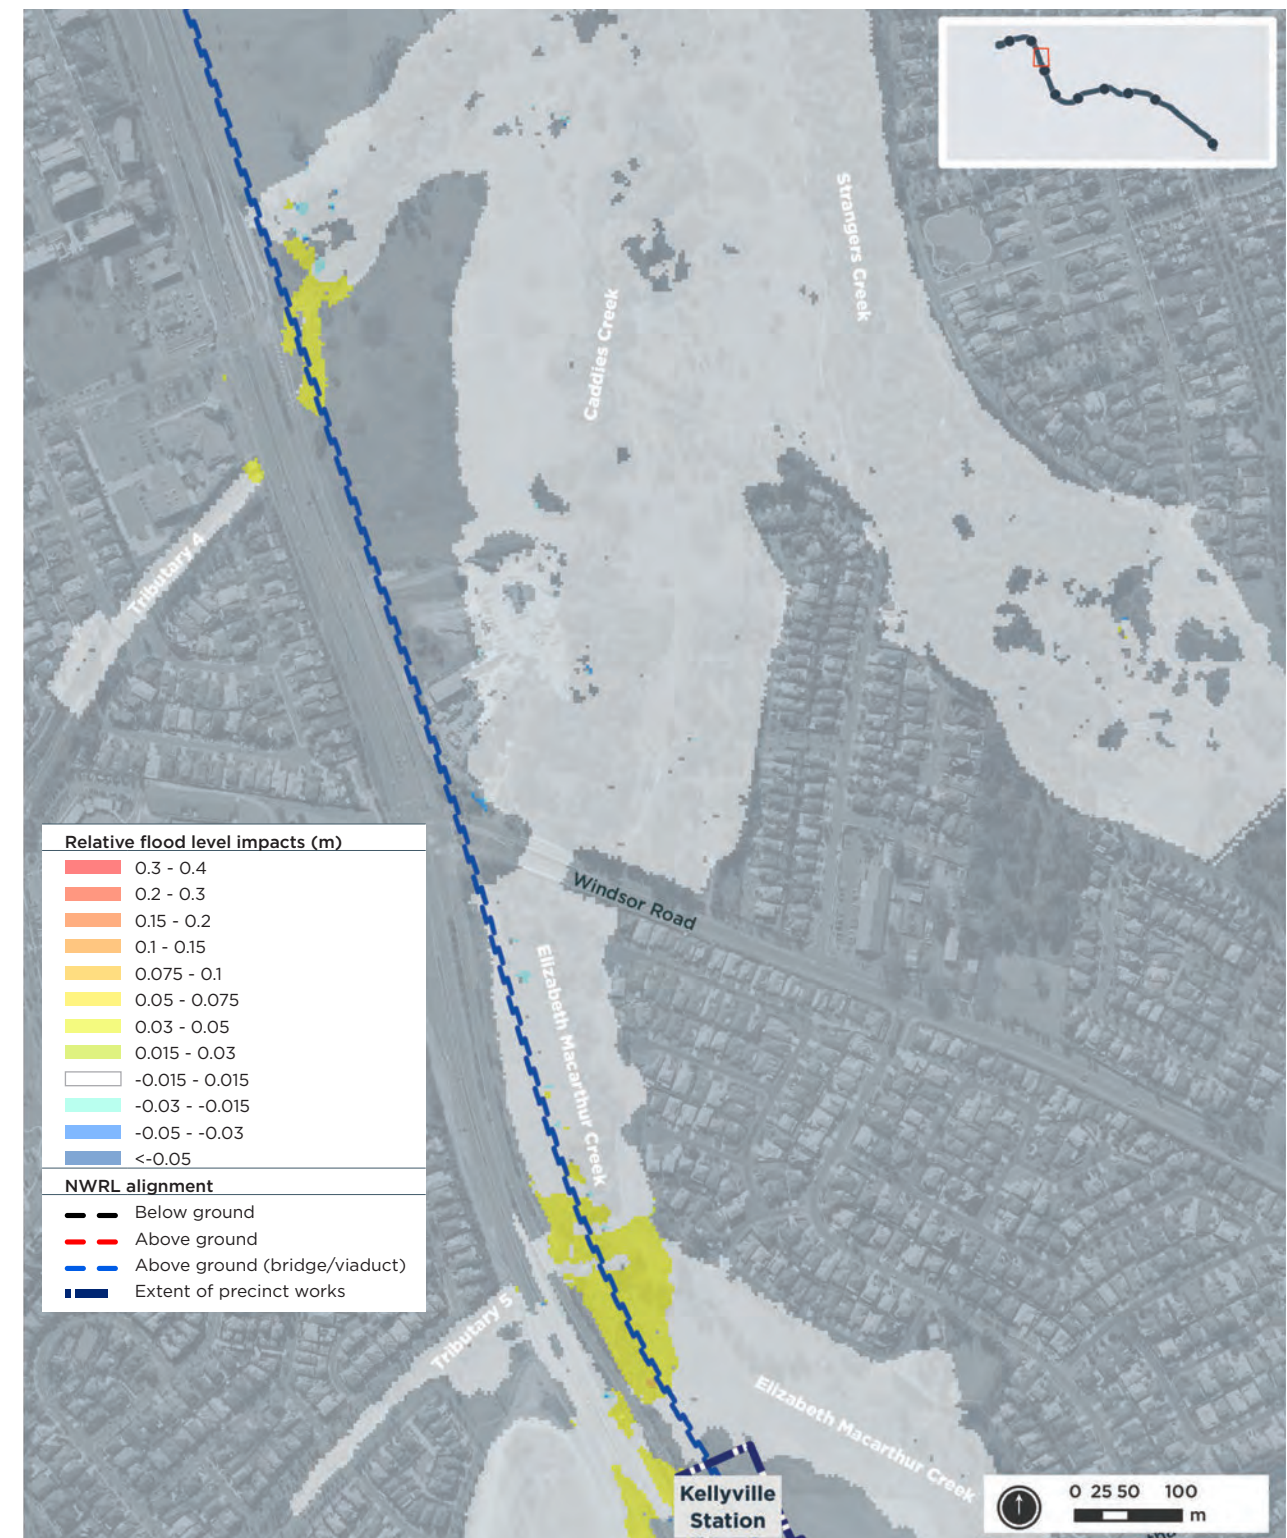 Strangers Creek
Caddies Creek
Tributary 4
Windsor Road
Elizabeth Macarthur Creek
Relative flood level impacts (m)
0.3 - 0.4
0.2 - 0.3
0.15 - 0.2
0.1 - 0.15
0.075 - 0.1
0.05 - 0.075
0.03 - 0.05
0.015 - 0.03
-0.015 - 0.015
-0.03 - -0.015
-0.05 - -0.03
<-0.05
NWRL alignment
Below ground
Above ground
Above ground (bridge/viaduct)
Extent of precinct works
Tributary 5
Elizabeth Macarthur Creek
Kellyville
Station
0 25 50 100
m